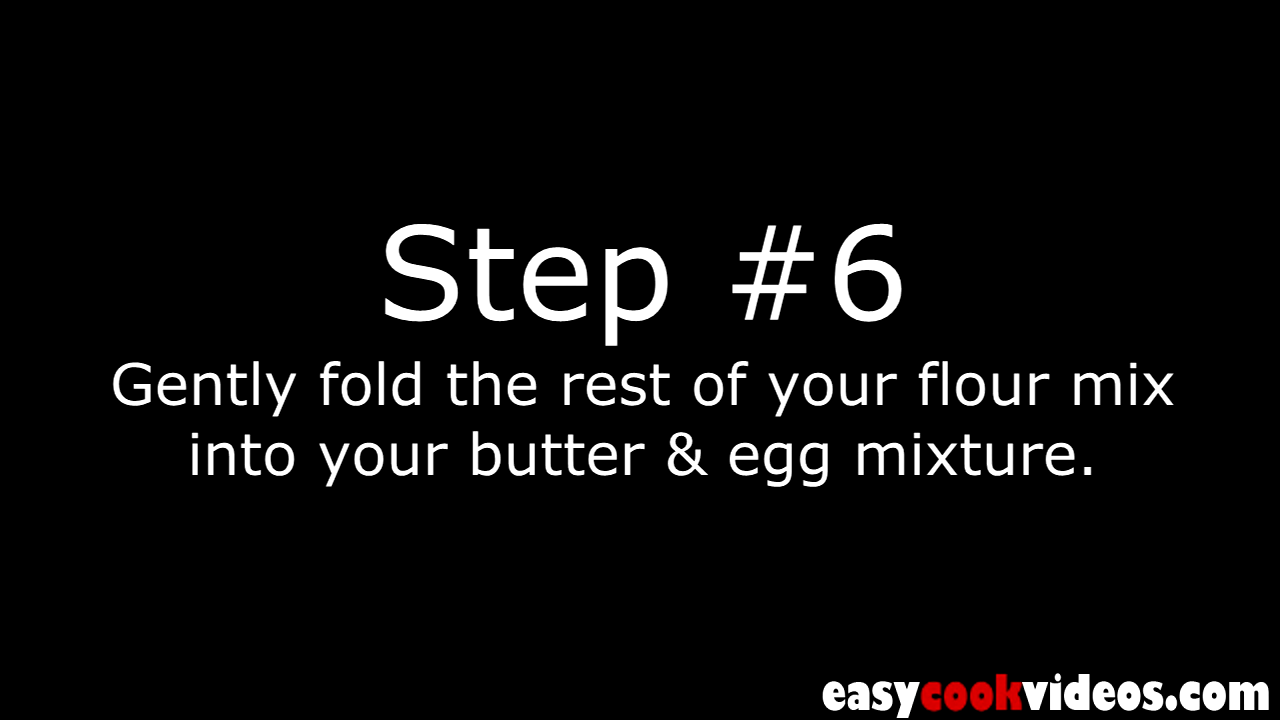 Step #6
Gently fold the rest of your flour mix
into your butter & egg mixture.
easycookvideos.com